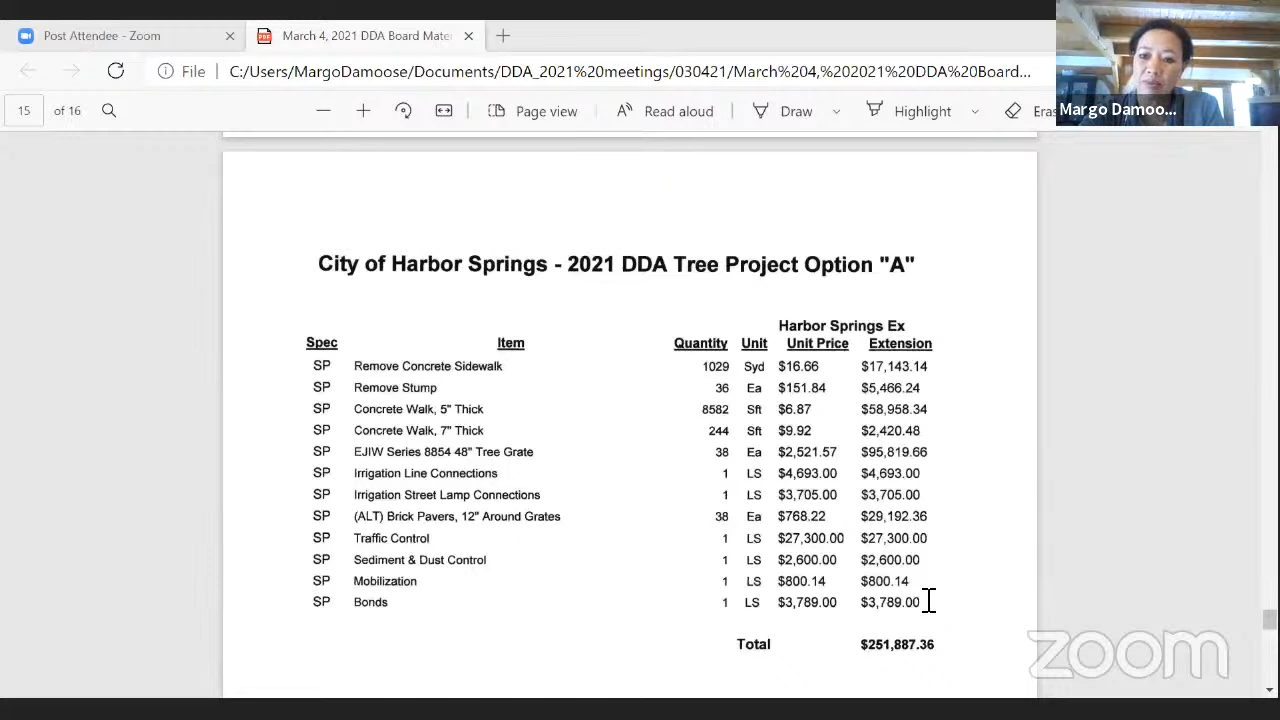 Post Attendee - Zoom
March 4, 2021 DDA Board Mate
File C:/Users/MargoDamoose/Documents/DDA_2021%20meetings/030421/March%204,%202021%20DDA%20Board...
15 of 16 Page view Read aloud Draw Highlight Eras
Margo Damoo...
City of Harbor Springs - 2021 DDA Tree Project Option "A"
Harbor Springs Ex
Spec Item Quantity Unit Unit Price Extension
SP Remove Concrete Sidewalk 1029 Syd $16.66 $17,143.14
SP Remove Stump 36 Ea $151.84 $5,466.24
SP Concrete Walk, 5" Thick 8582 Sft $6.87 $58,958.34
SP Concrete Walk, 7" Thick 244 Sft $9.92 $2,420.48
SP EJIW Series 8854 48" Tree Grate 38 Ea $2,521.57 $95,819.66
SP Irrigation Line Connections 1 LS $4,693.00 $4,693.00
SP Irrigation Street Lamp Connections 1 LS $3,705.00 $3,705.00
SP (ALT) Brick Pavers, 12" Around Grates 38 Ea $768.22 $29,192.36
SP Traffic Control 1 LS $27,300.00 $27,300.00
SP Sediment & Dust Control 1 LS $2,600.00 $2,600.00
SP Mobilization 1 LS $800.14 $800.14
SP Bonds 1 LS $3,789.00 $3,789.00
Total $251,887.36
zoom